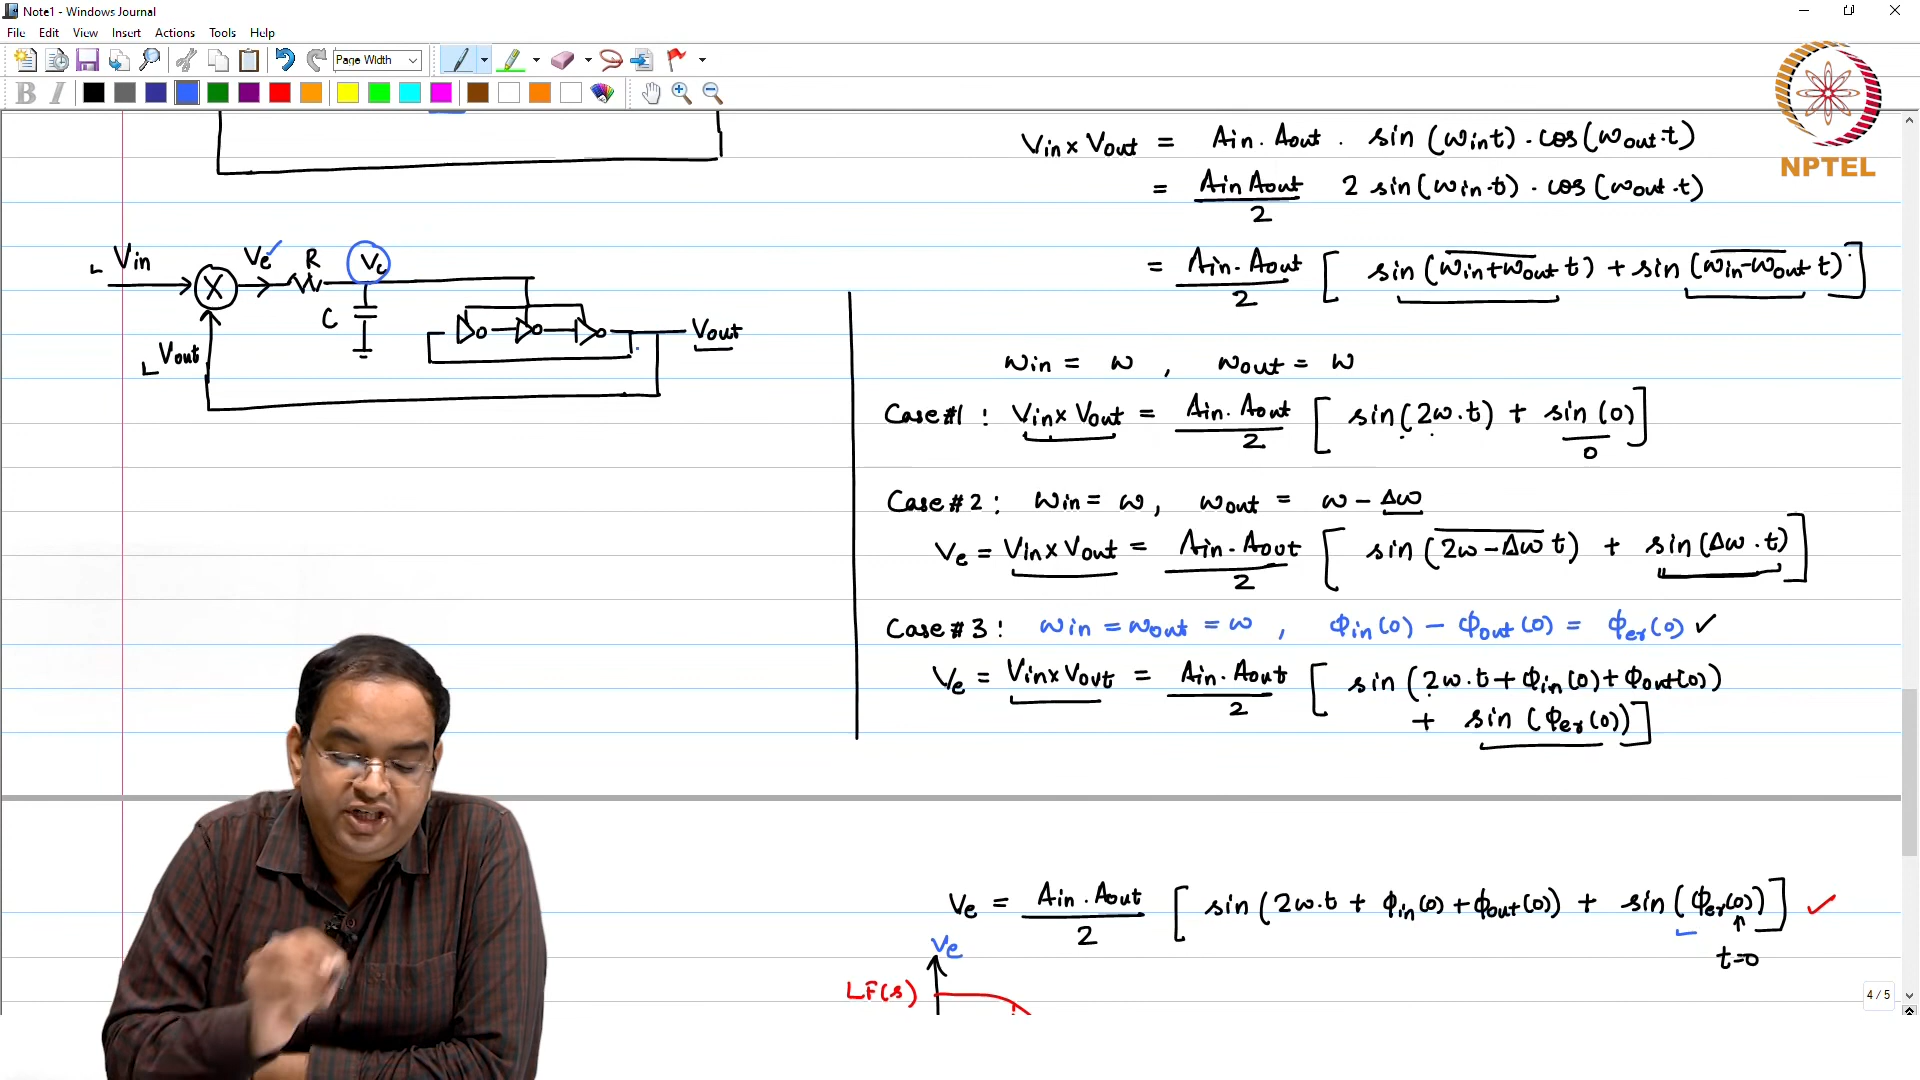 Note1 - Windows Journal
File Edit View Insert Actions Tools Help
Page Width
B I
NPTEL
Vin × Vout = Ain. Aout . sin (ωint) . cos(ωout.t)
= Ain Aout / 2 2 sin(ωin.t) . cos(ωout.t)
= Ain. Aout / 2 [ sin(ωin+ωout t) + sin (ωin-ωout t) ]
Vin Ve R Vc
X
C
Vout
Vout
ωin = ω , ωout = ω
Case#1 : Vin × Vout = Ain. Aout / 2 [ sin(2ω.t) + sin (0) ]
0
Case#2 : ωin = ω, ωout = ω - Δω
Ve = Vin × Vout = Ain. Aout / 2 [ sin (2ω-Δω t) + sin(Δω.t) ]
Case#3 : ωin = ωout = ω , Φin(0) - Φout(0) = Φer(0) ✓
Ve = Vin × Vout = Ain. Aout / 2 [ sin (2ω.t + Φin(0) + Φout(0))
+ sin (Φer(0)) ]
Ve = Ain. Aout / 2 [ sin (2ω.t + Φin(0) + Φout(0)) + sin (Φer(0)) ] ✓
↑
t=0
Ve
LF(s)
4 / 5